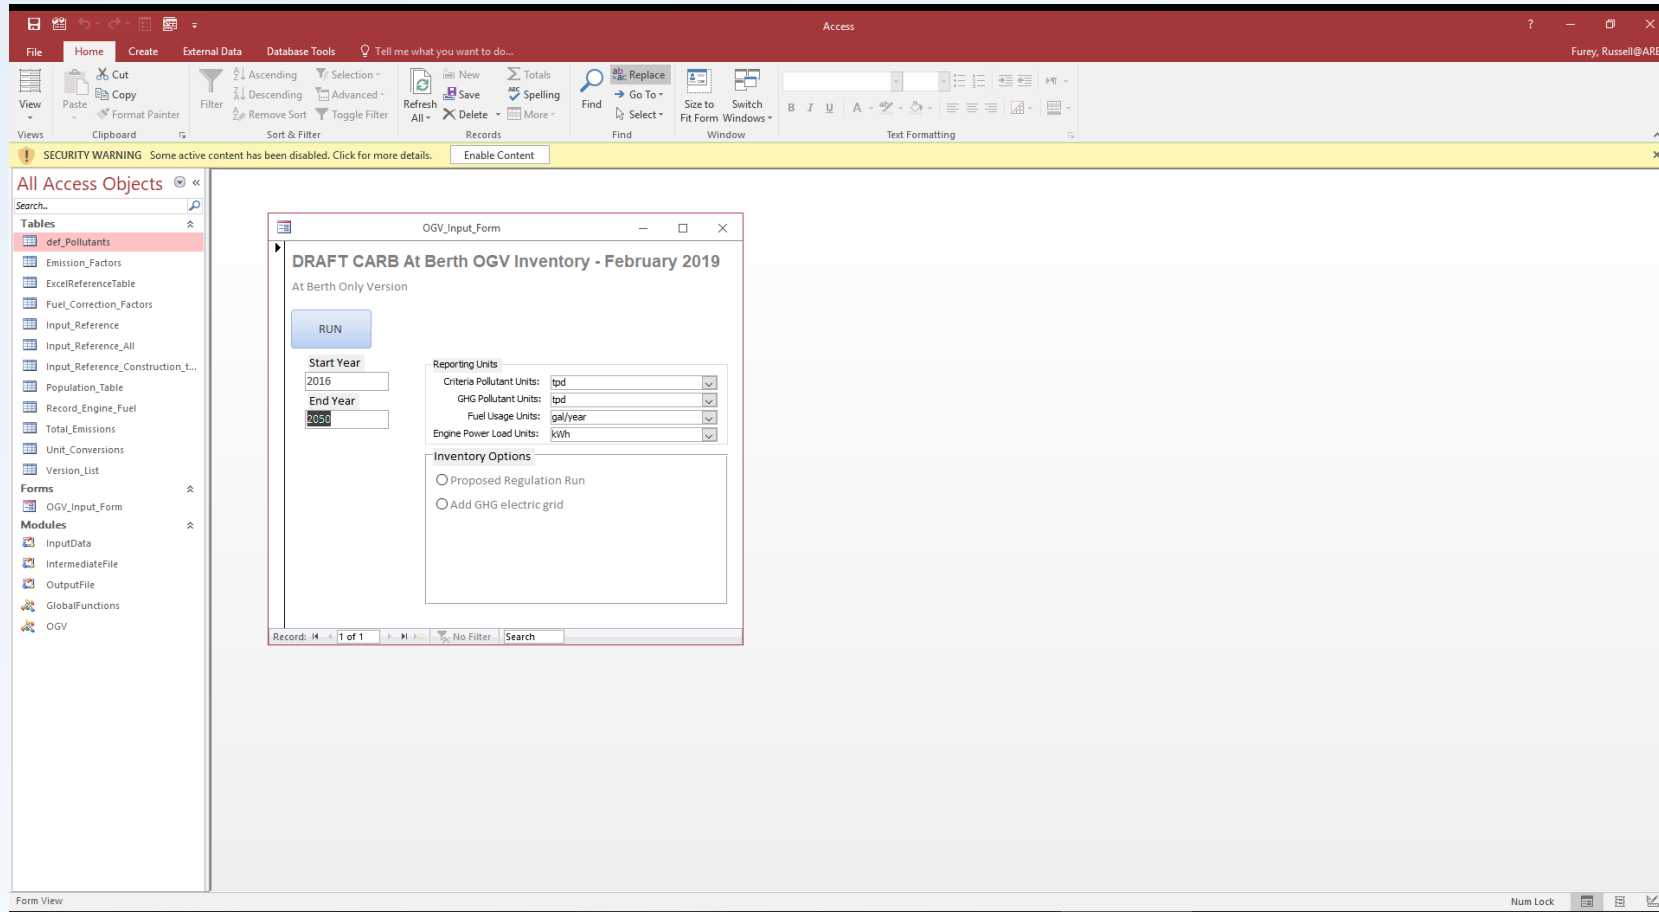 Access
?
File Home Create External Data Database Tools Tell me what you want to do...
Furey, Russell@ARB
View
Views
Paste
Cut
Copy
Format Painter
Clipboard
Filter
Ascending
Descending
Remove Sort
Selection
Advanced
Toggle Filter
Sort & Filter
Refresh
All
New
Save
Delete
Totals
Spelling
More
Records
Find
Replace
Go To
Select
Find
Size to
Fit Form
Switch
Windows
Window
B I U A
Text Formatting
SECURITY WARNING Some active content has been disabled. Click for more details. Enable Content
All Access Objects
Search..
Tables
def_Pollutants
Emission_Factors
ExcelReferenceTable
Fuel_Correction_Factors
Input_Reference
Input_Reference_All
Input_Reference_Construction_t...
Population_Table
Record_Engine_Fuel
Total_Emissions
Unit_Conversions
Version_List
Forms
OGV_Input_Form
Modules
InputData
IntermediateFile
OutputFile
GlobalFunctions
OGV
OGV_Input_Form
DRAFT CARB At Berth OGV Inventory - February 2019
At Berth Only Version
RUN
Start Year
2016
End Year
2050
Reporting Units
Criteria Pollutant Units: tpd
GHG Pollutant Units: tpd
Fuel Usage Units: gal/year
Engine Power Load Units: kWh
Inventory Options
Proposed Regulation Run
Add GHG electric grid
Record: 1 of 1 No Filter Search
Form View
Num Lock